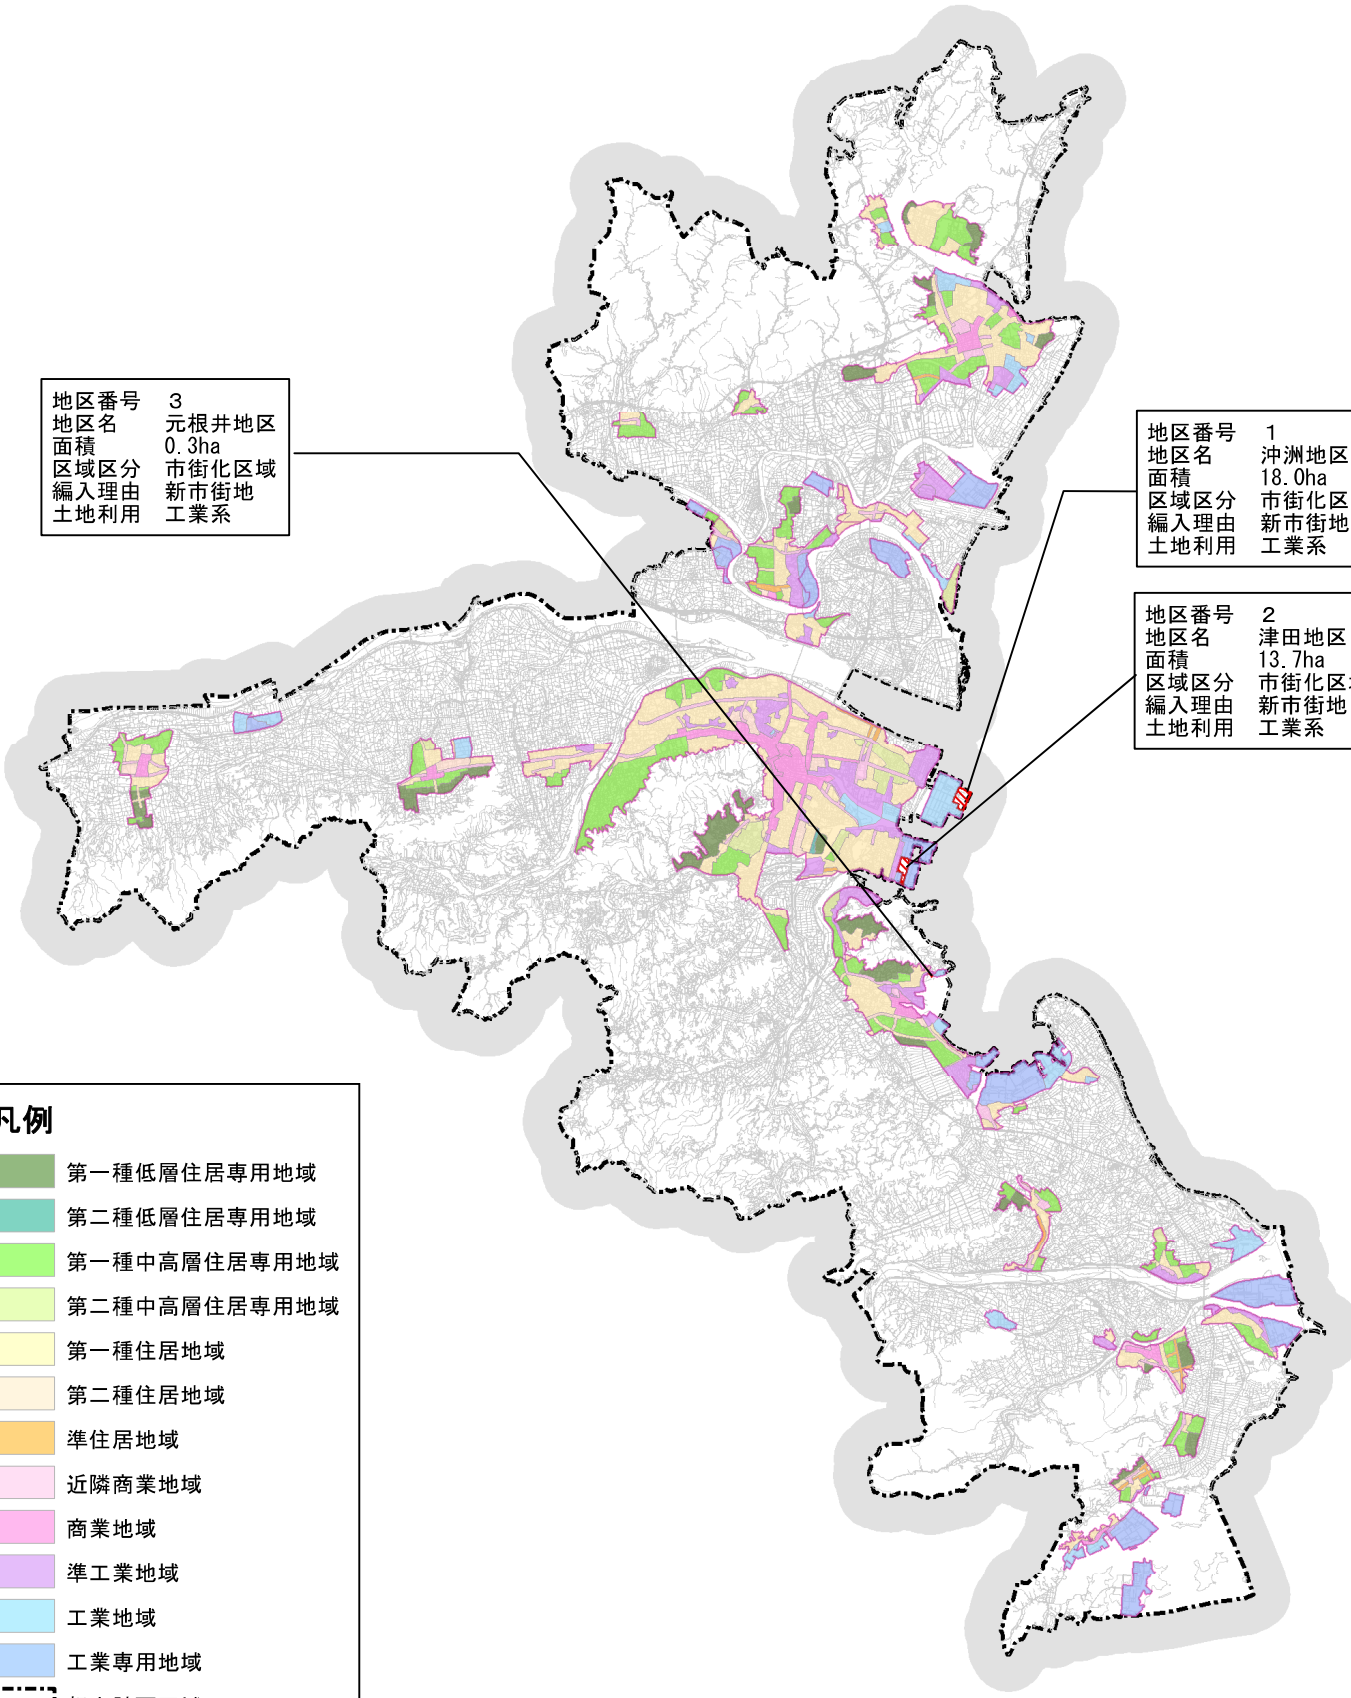 地区番号 3
地区名 元根井地区
面積 0.3ha
区域区分 市街化区域
編入理由 新市街地
土地利用 工業系
地区番号 1
地区名 沖洲地区
面積 18.0ha
区域区分 市街化区
編入理由 新市街地
土地利用 工業系
地区番号 2
地区名 津田地区
面積 13.7ha
区域区分 市街化区
編入理由 新市街地
土地利用 工業系
凡例
第一種低層住居専用地域
第二種低層住居専用地域
第一種中高層住居専用地域
第二種中高層住居専用地域
第一種住居地域
第二種住居地域
準住居地域
近隣商業地域
商業地域
準工業地域
工業地域
工業専用地域